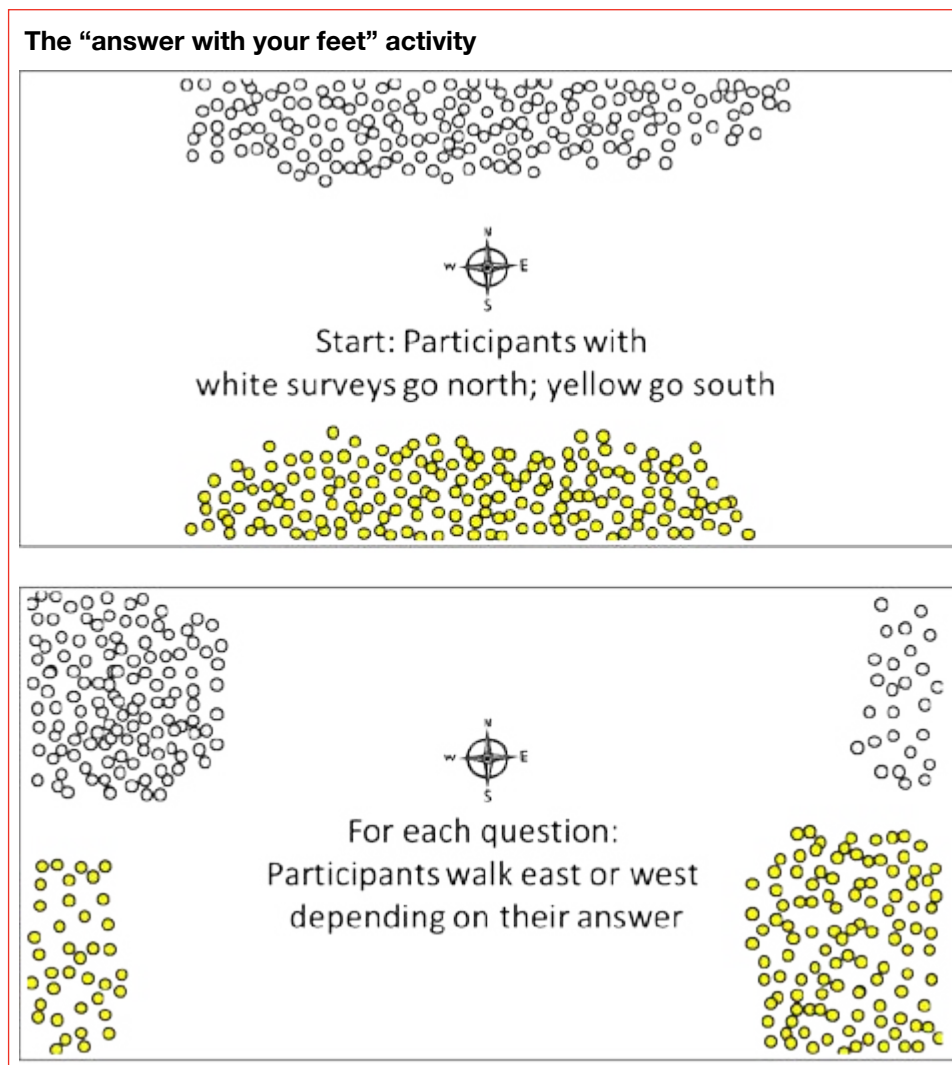 The “answer with your feet” activity
N
W E
S
Start: Participants with
white surveys go north; yellow go south
N
W E
S
For each question:
Participants walk east or west
depending on their answer